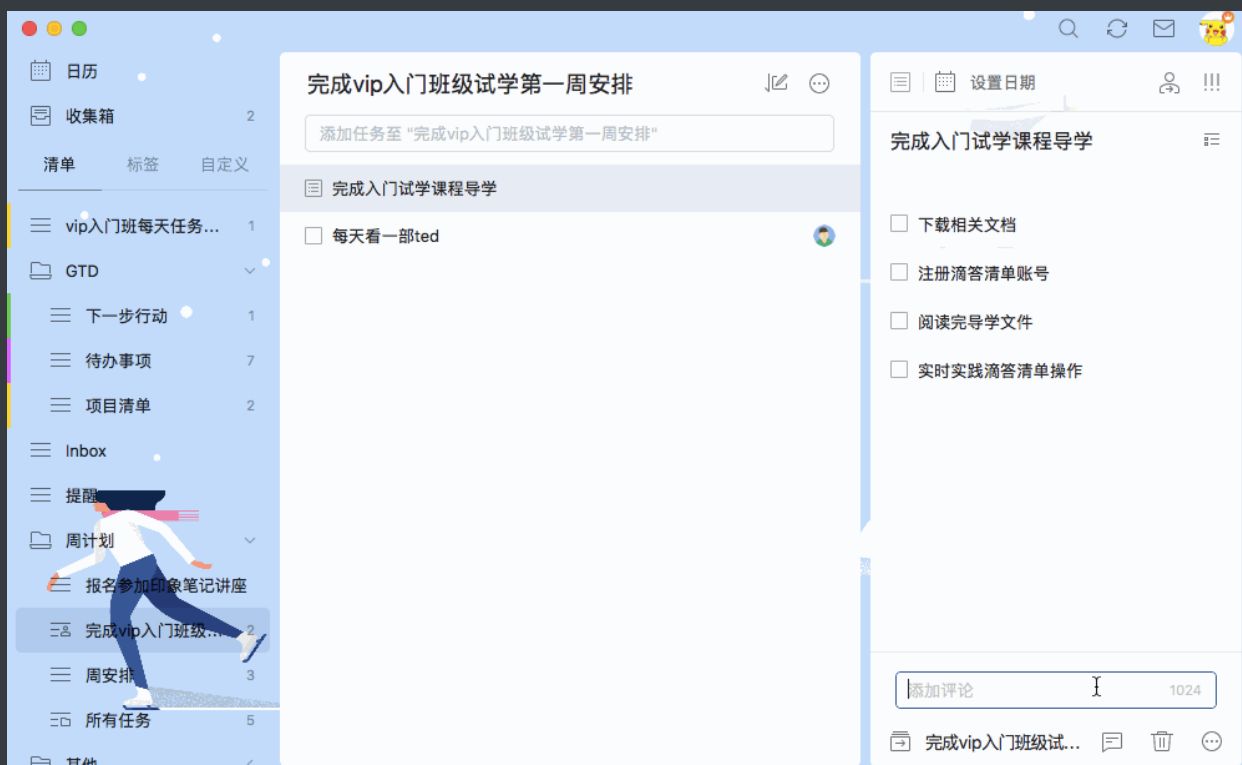 日历
收集箱 2
清单 标签 自定义
vip入门班每天任务... 1
GTD
下一步行动 1
待办事项 7
项目清单 2
Inbox
提醒
周计划
报名参加印象笔记讲座
完成vip入门班级... 2
周安排 3
所有任务 5
其他
完成vip入门班级试学第一周安排
添加任务至 "完成vip入门班级试学第一周安排"
完成入门试学课程导学
每天看一部ted
设置日期
完成入门试学课程导学
下载相关文档
注册滴答清单账号
阅读完导学文件
实时实践滴答清单操作
添加评论 1024
完成vip入门班级试...